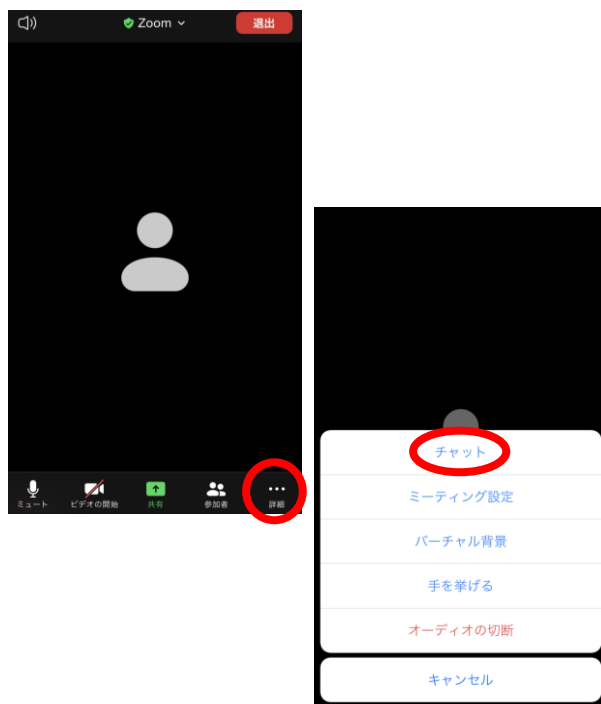 Zoom
退出
ミュート
ビデオの開始
共有
参加者
詳細
チャット
ミーティング設定
バーチャル背景
手を挙げる
オーディオの切断
キャンセル